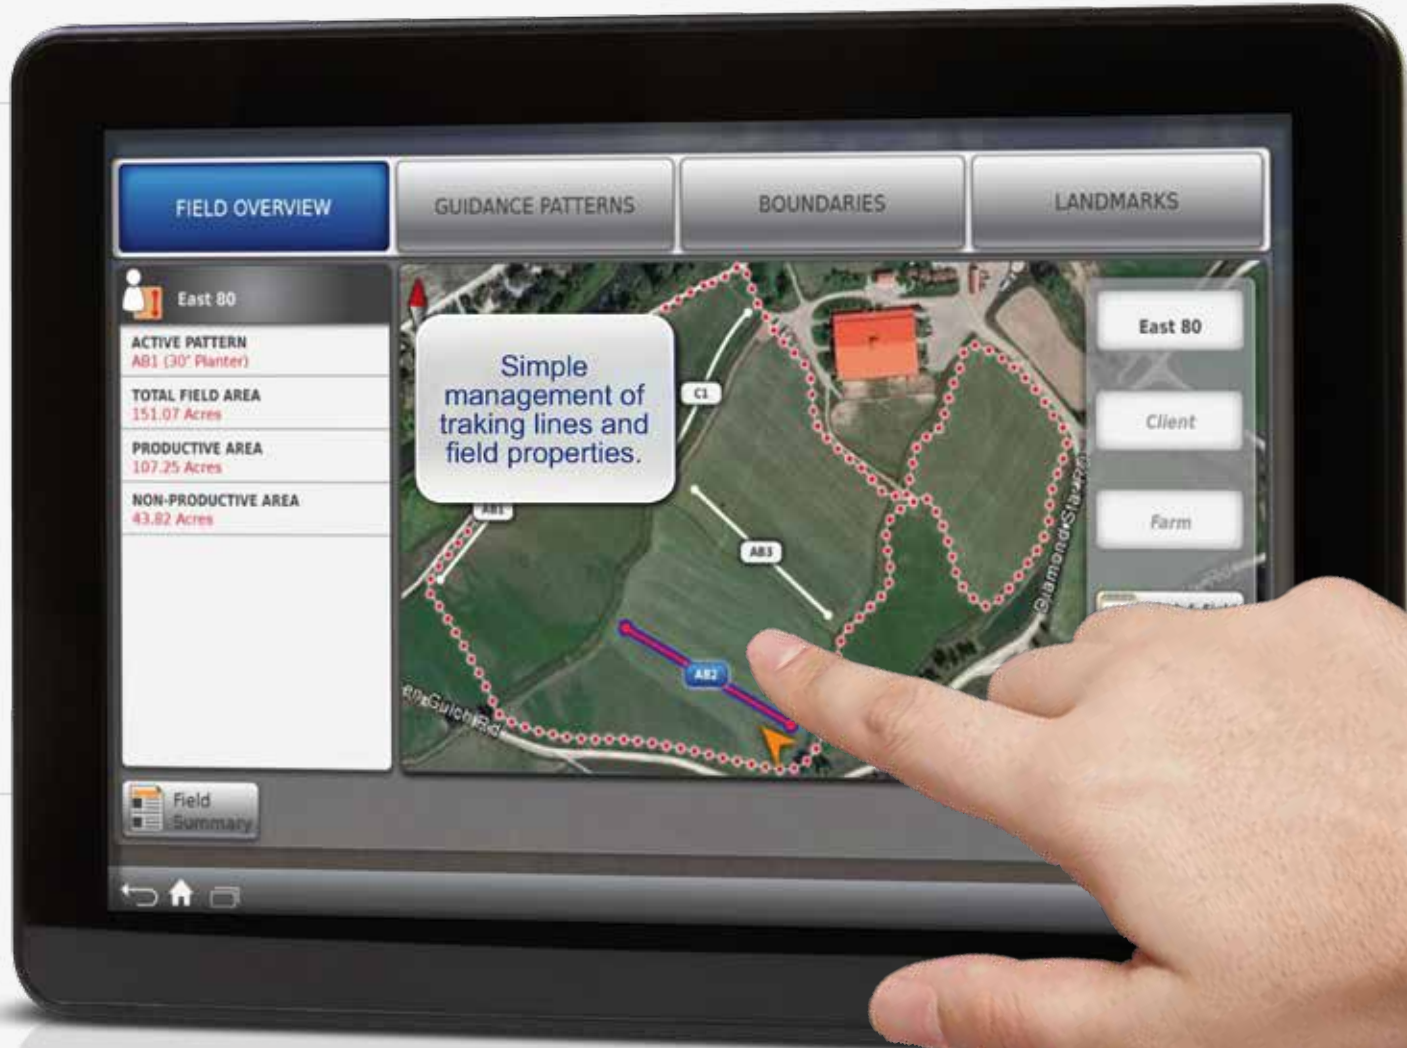 FIELD OVERVIEW
GUIDANCE PATTERNS
BOUNDARIES
LANDMARKS
East 80
ACTIVE PATTERN
AB1 (30" Planter)
TOTAL FIELD AREA
151.07 Acres
PRODUCTIVE AREA
107.25 Acres
NON-PRODUCTIVE AREA
43.82 Acres
Simple
management of
traking lines and
field properties.
C1
AB1
AB3
AB2
Gulch Rd
East 80
Client
Farm
Field
Summary